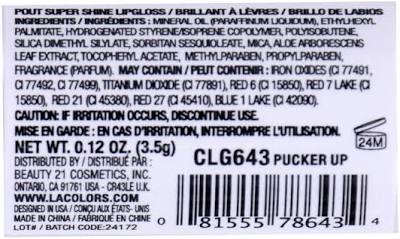 POUT SUPER SHINE LIPGLOSS / BRILLANT À LÈVRES / BRILLO DE LABIOS
INGREDIENTS / INGRÉDIENTS: MINERAL OIL (PARAFFINUM LIQUIDUM), ETHYLHEXYL
PALMITATE, HYDROGENATED STYRENE/ISOPRENE COPOLYMER, POLYISOBUTENE,
SILICA DIMETHYL SILYLATE, SORBITAN SESQUIOLEATE, MICA, ALOE ARBORESCENS
LEAF EXTRACT, TOCOPHERYL ACETATE, METHYLPARABEN, PROPYLPARABEN,
FRAGRANCE (PARFUM). MAY CONTAIN / PEUT CONTENIR: IRON OXIDES (CI 77491,
CI 77492, CI 77499), TITANIUM DIOXIDE (CI 77891), RED 6 (CI 15850), RED 7 LAKE (CI
15850), RED 21 (CI 45380), RED 27 (CI 45410), BLUE 1 LAKE (CI 42090).
CAUTION: IF IRRITATION OCCURS, DISCONTINUE USE.
MISE EN GARDE: EN CAS D'IRRITATION, INTERROMPRE L'UTILISATION.
NET WT. 0.12 OZ. (3.5g)
24M
DISTRIBUTED BY / DISTRIBUÉ PAR:
BEAUTY 21 COSMETICS, INC.
ONTARIO, CA 91761 USA - CR43LE U.K.
WWW.LACOLORS.COM
DESIGNED IN USA / CONÇU AUX ÉTATS-UNIS
MADE IN CHINA / FABRIQUÉ EN CHINE
LOT# / BATCH CODE: 24172
CLG643 PUCKER UP
0 81555 78643 4